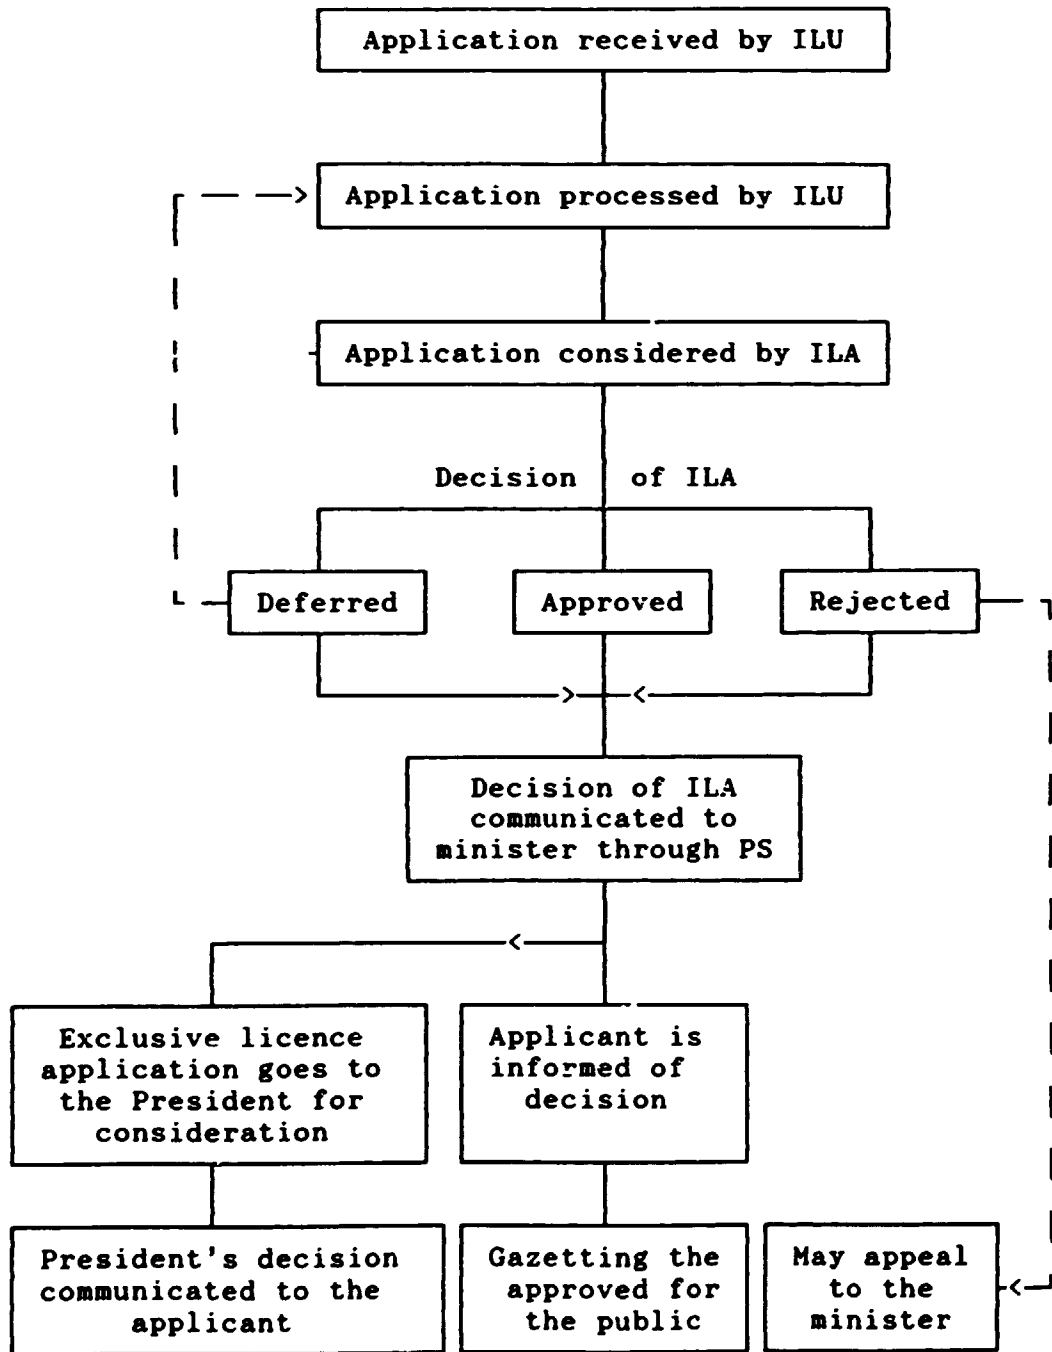 Application received by ILU
Application processed by ILU
Application considered by ILA
Decision of ILA
Deferred
Approved
Rejected
Decision of ILA
communicated to
minister through PS
Exclusive licence
application goes to
the President for
consideration
Applicant is
informed of
decision
President's decision
communicated to the
applicant
Gazetting the
approved for
the public
May appeal
to the
minister